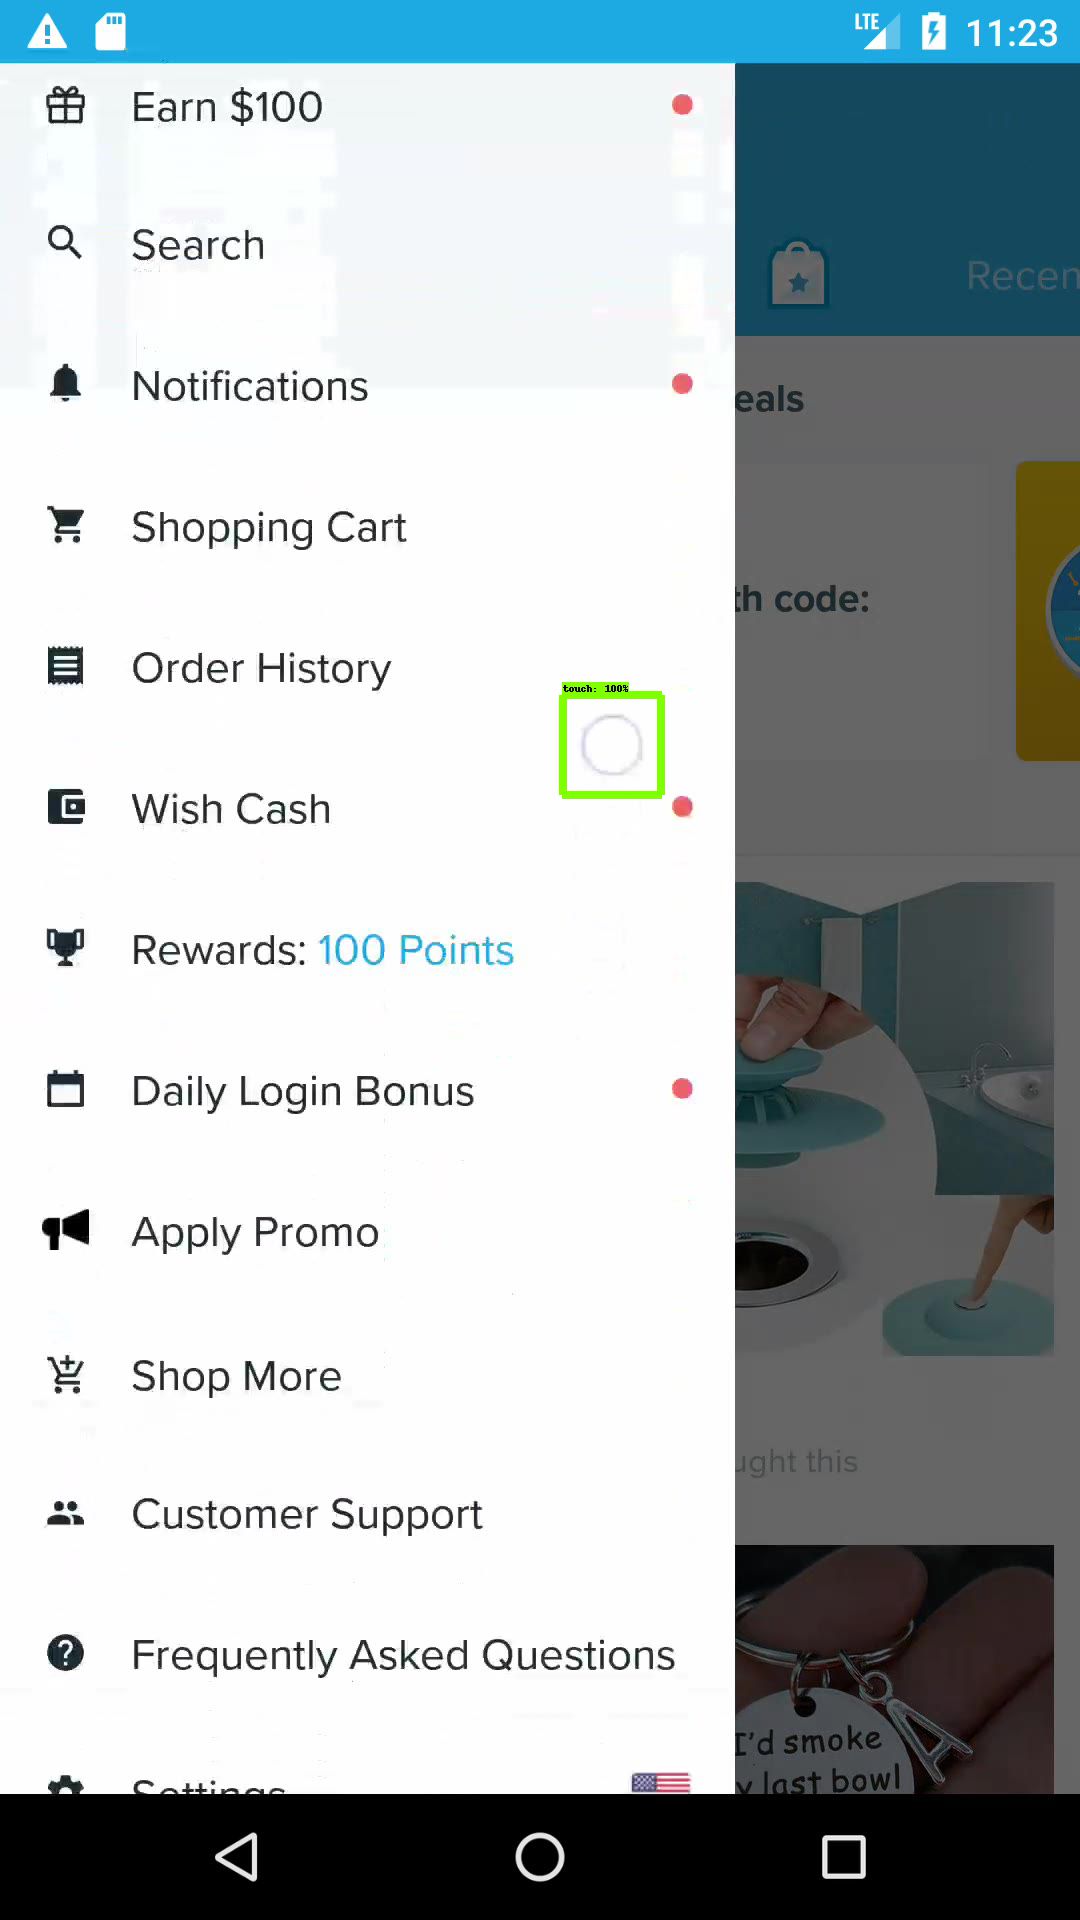 LTE 11:23
Earn $100
Search
Recen
Notifications
eals
Shopping Cart
th code:
Order History
touch: 100%
Wish Cash
Rewards: 100 Points
Daily Login Bonus
Apply Promo
Shop More
ught this
Customer Support
Frequently Asked Questions
I'd smoke
y last bowl
A
Settings